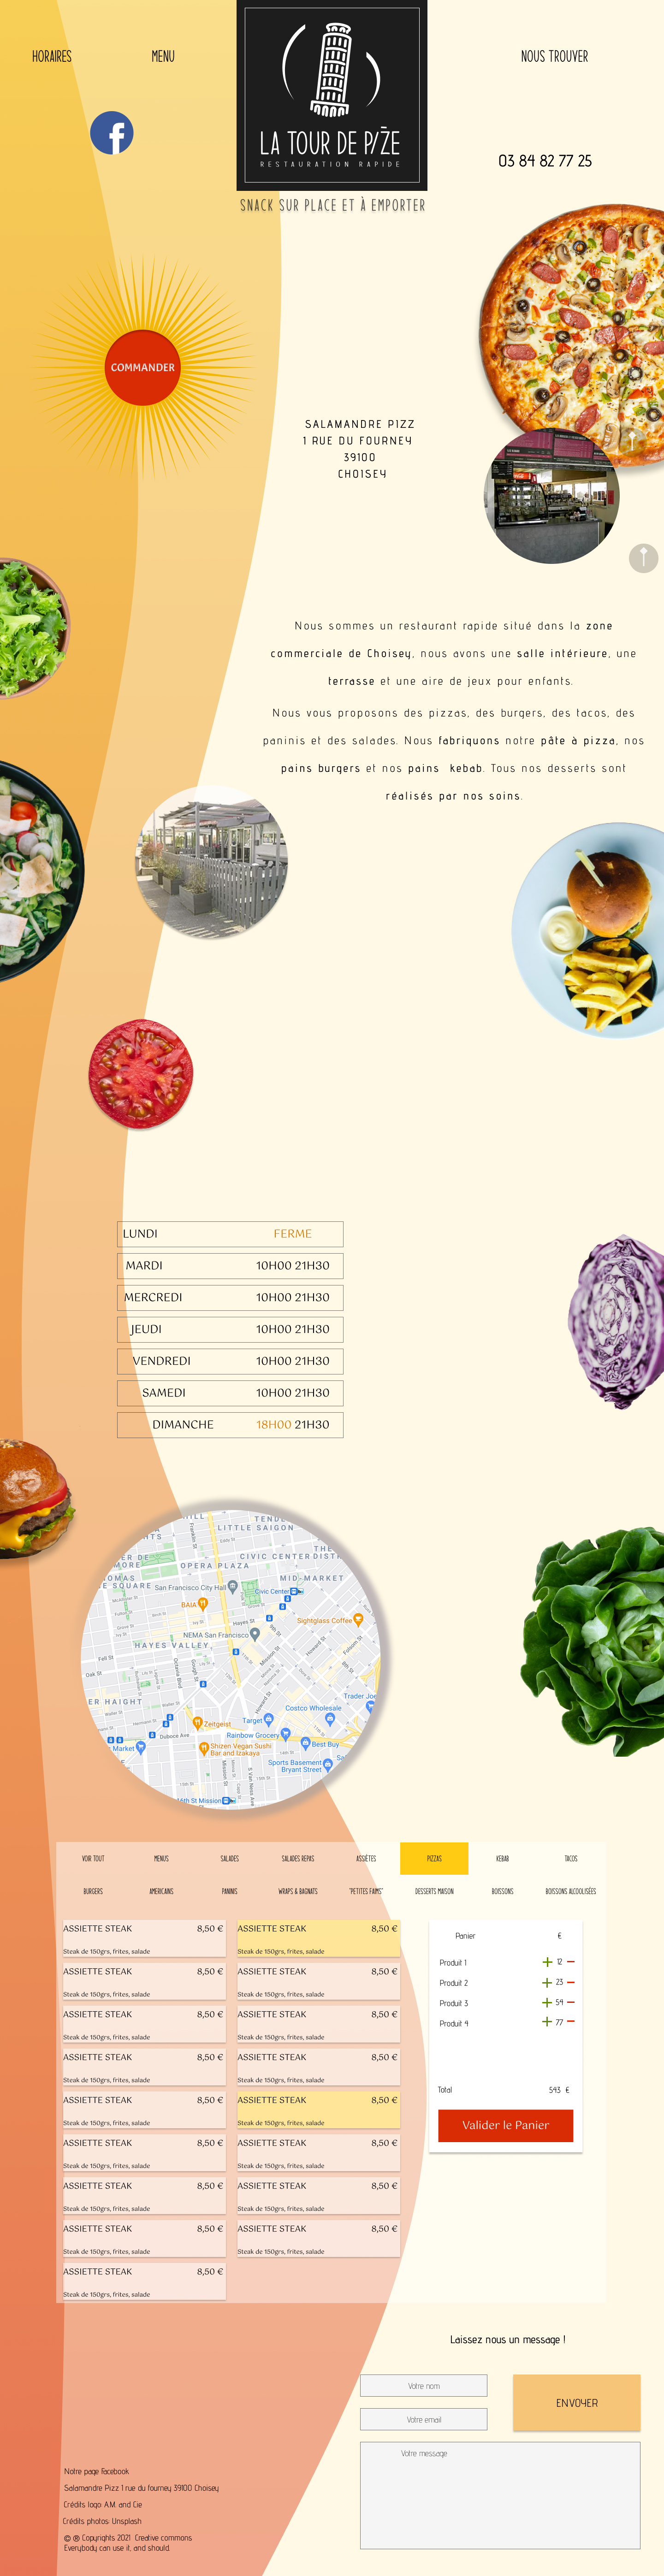 HORAIRES
MENU
NOUS TROUVER
LA TOUR DE PIZE
RESTAURATION RAPIDE
03 84 82 77 25
SNACK SUR PLACE ET À EMPORTER
COMMANDER
SALAMANDRE PIZZ
1 RUE DU FOURNEY
39100
CHOISEY
Nous sommes un restaurant rapide situé dans la zone
commerciale de Choisey, nous avons une salle intérieure, une
terrasse et une aire de jeux pour enfants.
Nous vous proposons des pizzas, des burgers, des tacos, des
paninis et des salades. Nous fabriquons notre pâte à pizza, nos
pains burgers et nos pains kebab. Tous nos desserts sont
réalisés par nos soins.
LUNDI FERME
MARDI 10H00 21H30
MERCREDI 10H00 21H30
JEUDI 10H00 21H30
VENDREDI 10H00 21H30
SAMEDI 10H00 21H30
DIMANCHE 18H00 21H30
LITTLE SAIGON
CIVIC CENTER
OPERA PLAZA
MID-MARKET
San Francisco City Hall
Civic Center
BAIA
Sightglass Coffee
NEMA San Francisco
HAYES VALLEY
Hayes St
Oak St
Fell St
ER HAIGHT
Trader Joe
Costco Wholesale
Target
Zeitgeist
Rainbow Grocery
Duboce Ave
Market
Best Buy
Shizen Vegan Sushi
Bar and Izakaya
Sports Basement
Bryant Street
16th St Mission
VOIR TOUT MENUS SALADES SALADES REPAS ASSIETES PIZZAS KEBAB TACOS
BURGERS AMERICAINS PANINIS WRAPS & BAGNATS "PETITES FAIMS" DESSERTS MAISON BOISSONS BOISSONS ALCOOLISÉES
ASSIETTE STEAK 8,50 € ASSIETTE STEAK 8,50 €
Steak de 150grs, frites, salade Steak de 150grs, frites, salade
ASSIETTE STEAK 8,50 € ASSIETTE STEAK 8,50 €
Steak de 150grs, frites, salade Steak de 150grs, frites, salade
ASSIETTE STEAK 8,50 € ASSIETTE STEAK 8,50 €
Steak de 150grs, frites, salade Steak de 150grs, frites, salade
ASSIETTE STEAK 8,50 € ASSIETTE STEAK 8,50 €
Steak de 150grs, frites, salade Steak de 150grs, frites, salade
ASSIETTE STEAK 8,50 € ASSIETTE STEAK 8,50 €
Steak de 150grs, frites, salade Steak de 150grs, frites, salade
ASSIETTE STEAK 8,50 € ASSIETTE STEAK 8,50 €
Steak de 150grs, frites, salade Steak de 150grs, frites, salade
ASSIETTE STEAK 8,50 € ASSIETTE STEAK 8,50 €
Steak de 150grs, frites, salade Steak de 150grs, frites, salade
ASSIETTE STEAK 8,50 € ASSIETTE STEAK 8,50 €
Steak de 150grs, frites, salade Steak de 150grs, frites, salade
ASSIETTE STEAK 8,50 €
Steak de 150grs, frites, salade
Panier €
Produit 1 + 12 −
Produit 2 + 23 −
Produit 3 + 54 −
Produit 4 + 77 −
Total 543 €
Valider le Panier
Laissez nous un message !
Votre nom
Votre email
ENVOYER
Votre message
Notre page Facebook
Salamandre Pizz 1 rue du fourney 39100 Choisey
Crédits logo: A.M. and Cie
Crédits photos: Unsplash
© ® Copyrights 2021 Creative commons
Everybody can use it, and should.